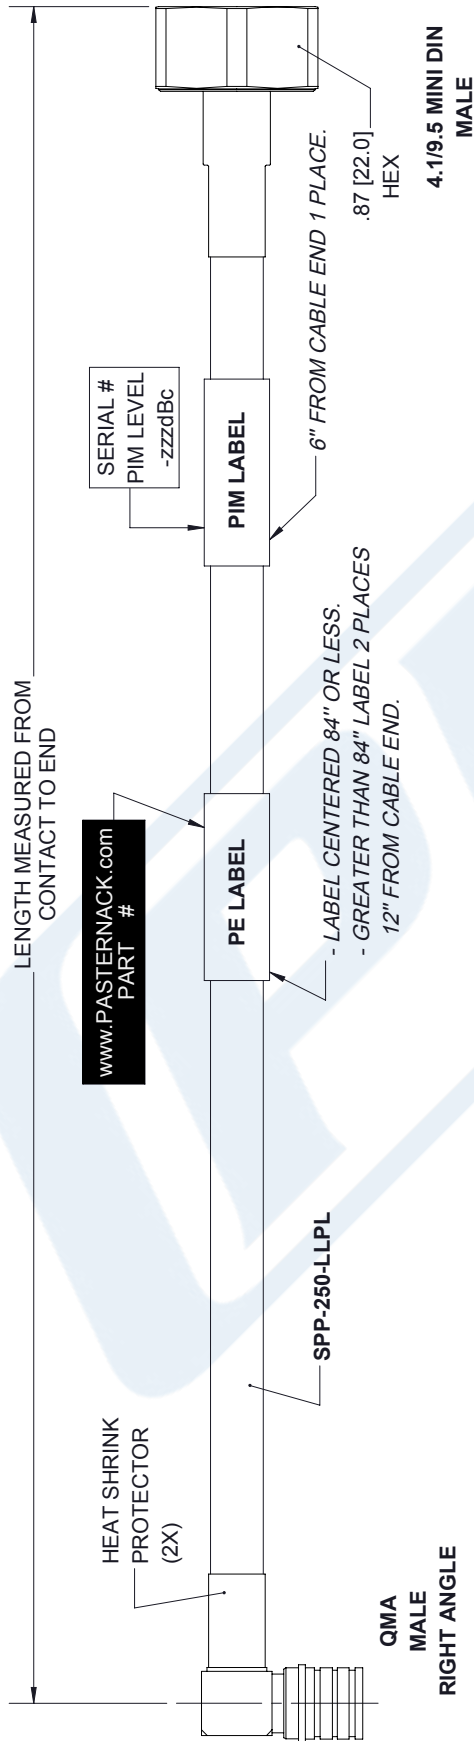 LENGTH MEASURED FROM
CONTACT TO END
HEAT SHRINK
PROTECTOR
(2X)
www.PASTERNACK.com
PART #
SERIAL #
PIM LEVEL
-zzzdBc
PE LABEL
PIM LABEL
QMA
MALE
RIGHT ANGLE
SPP-250-LLPL
- LABEL CENTERED 84" OR LESS.
- GREATER THAN 84" LABEL 2 PLACES
12" FROM CABLE END.
6" FROM CABLE END 1 PLACE.
.87 [22.0]
HEX
4.1/9.5 MINI DIN
MALE